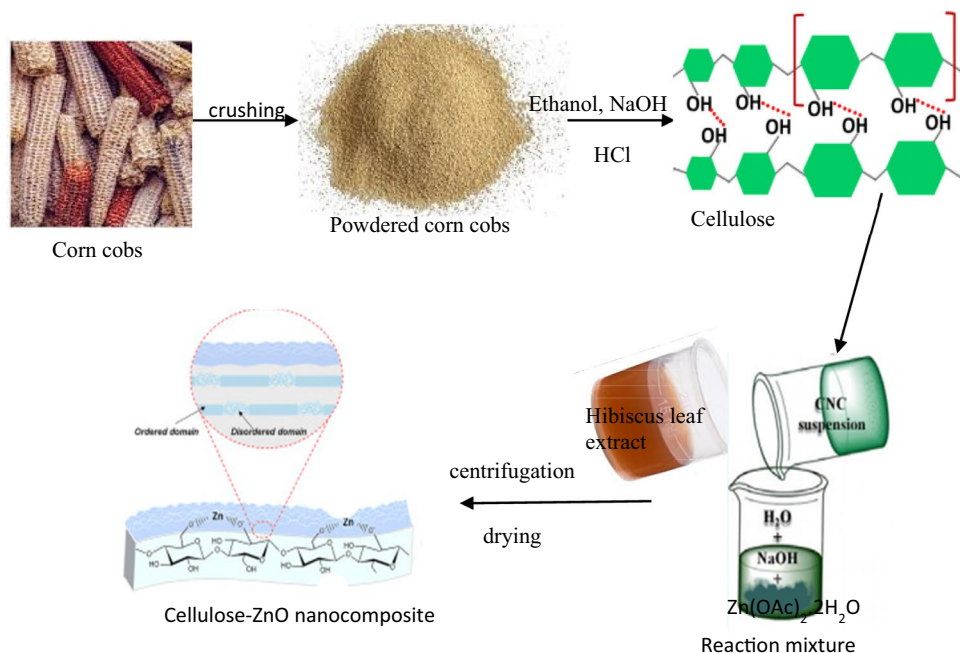 crushing
Ethanol, NaOH
HCl
OH OH OH OH
OH OH OH OH
Corn cobs
Powdered corn cobs
Cellulose
Ordered domain
Disordered domain
Hibiscus leaf
extract
CNC
suspension
centrifugation
drying
H₂O
+
NaOH
+
Zn(OAc)₂.2H₂O
Reaction mixture
Zn Zn
Cellulose-ZnO nanocomposite